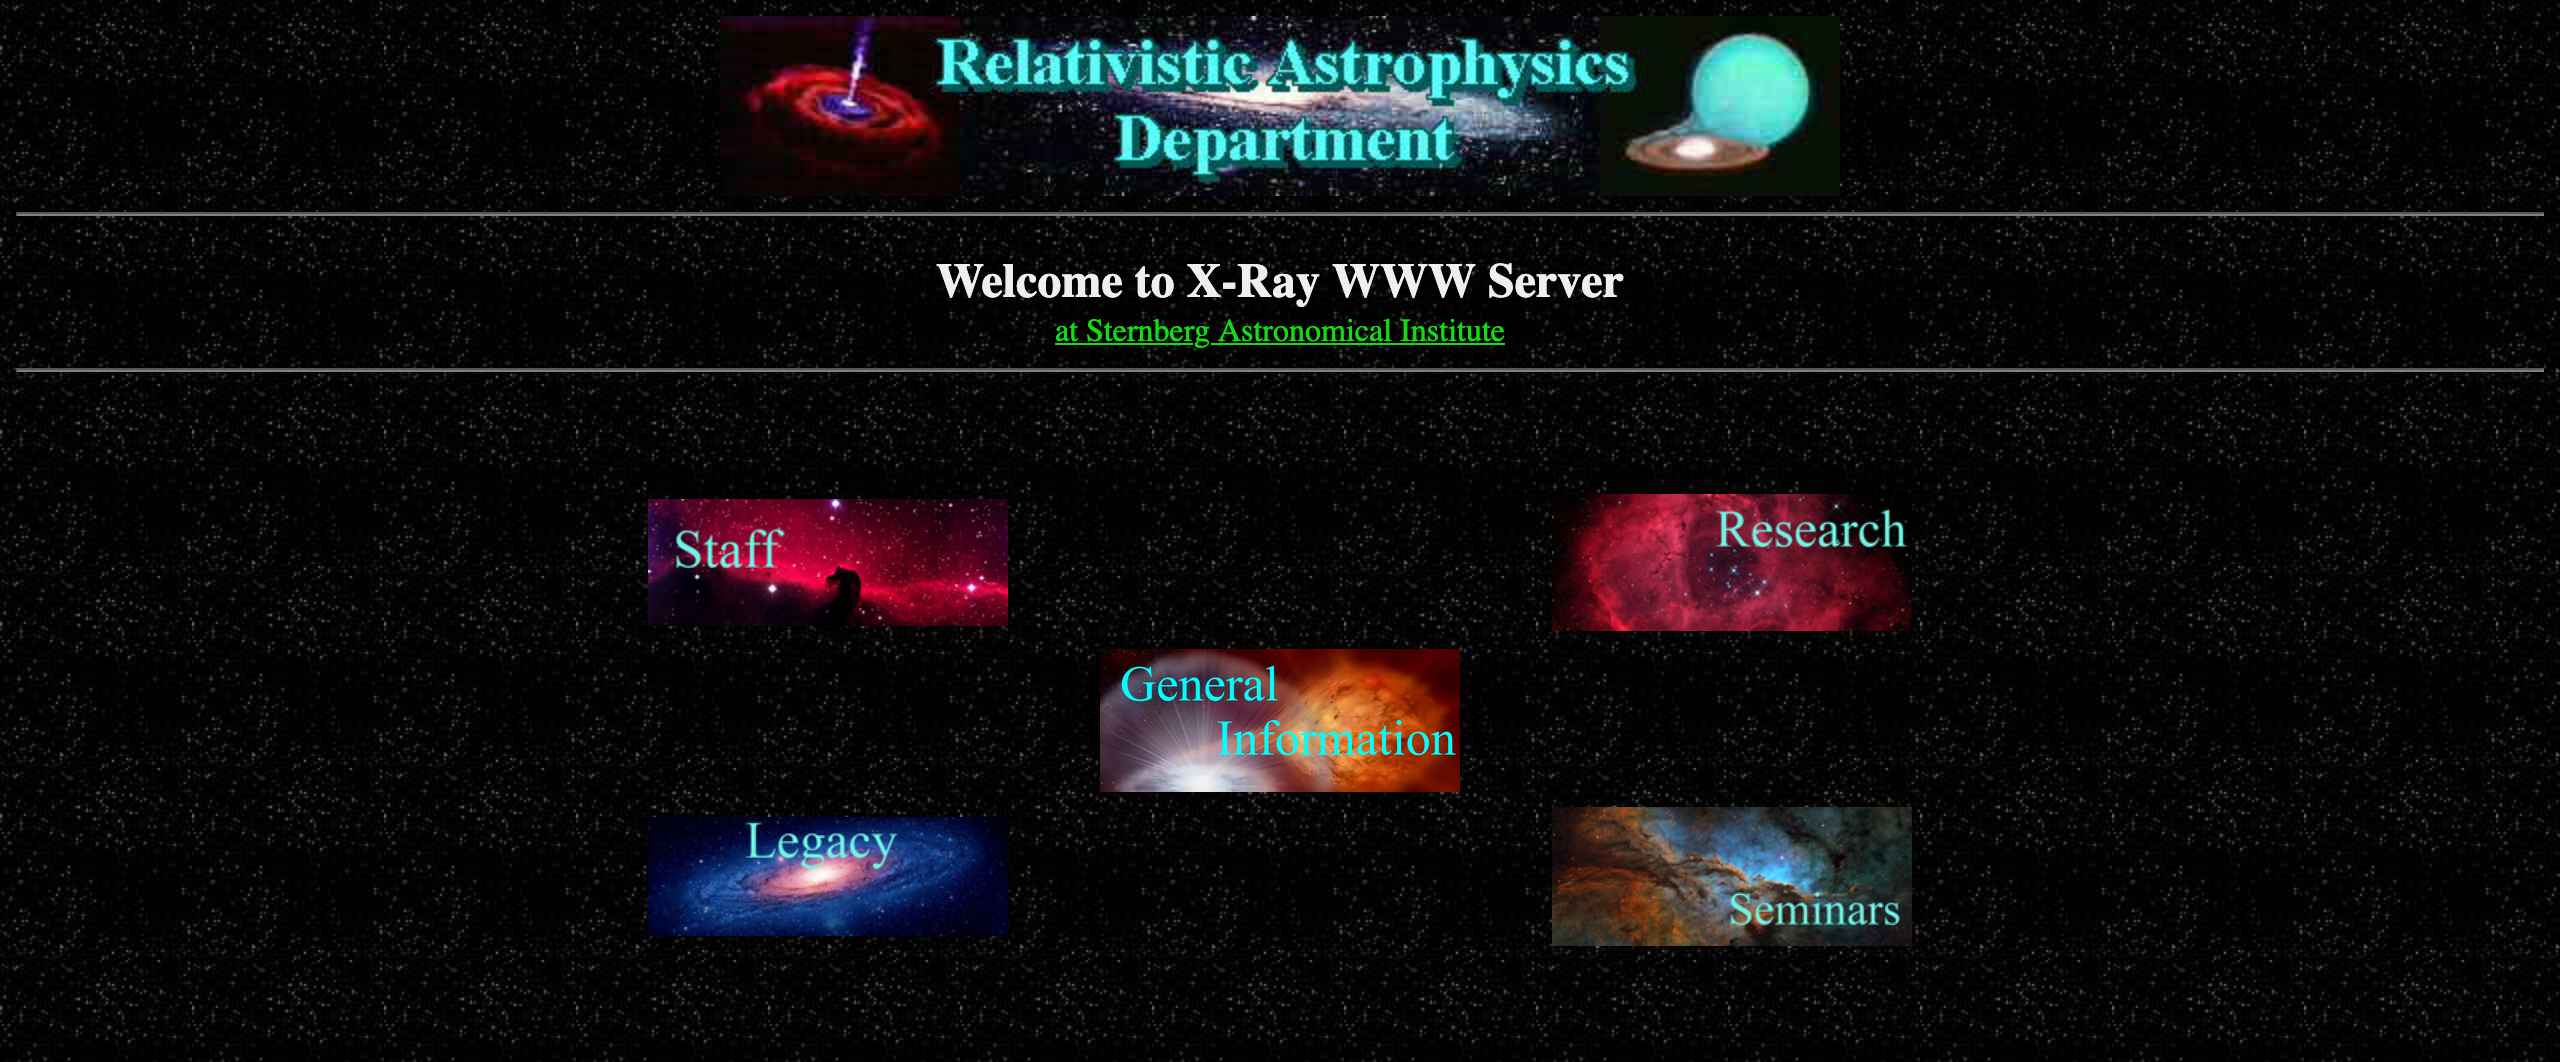 Relativistic Astrophysics
Department
Welcome to X-Ray WWW Server
at Sternberg Astronomical Institute
Staff
Research
General
Information
Legacy
Seminars